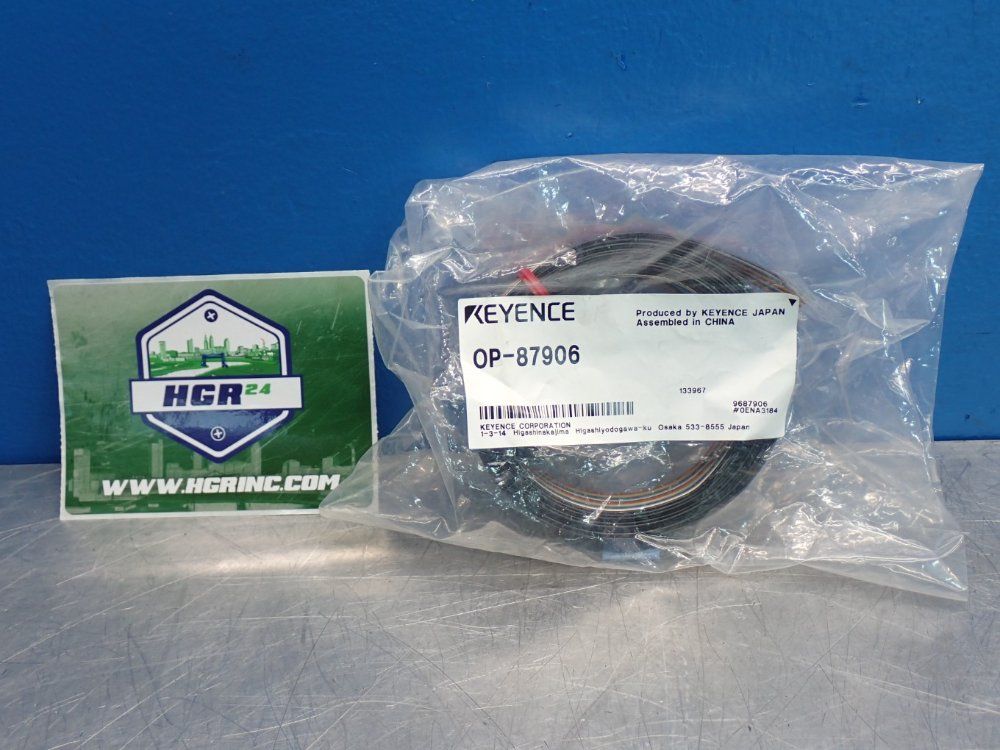 HGR24
WWW.HGRINC.COM
KEYENCE
Produced by KEYENCE JAPAN
Assembled in CHINA
OP-87906
133967
9687906
#0ENA3184
KEYENCE CORPORATION
1-3-14 Higashinakajima Higashiyodogawa-ku Osaka 533-8555 Japan